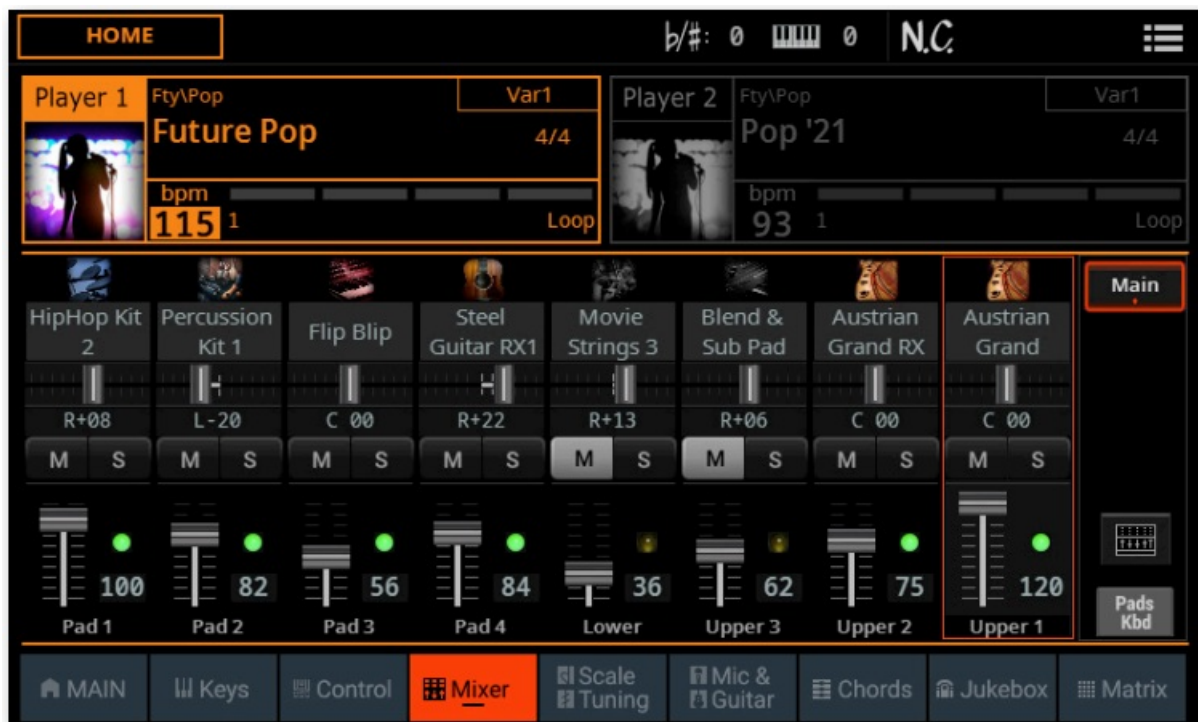 HOME
♭/#: 0 0 N.C.
Player 1 Fty\Pop Var1
Future Pop
4/4
bpm
115 1 Loop
Player 2 Fty\Pop Var1
Pop '21
4/4
bpm
93 1 Loop
HipHop Kit 2
Percussion Kit 1
Flip Blip
Steel Guitar RX1
Movie Strings 3
Blend & Sub Pad
Austrian Grand RX
Austrian Grand
Main
R+08 L-20 C 00 R+22 R+13 R+06 C 00 C 00
M S M S M S M S M S M S M S M S
100 82 56 84 36 62 75 120
Pad 1 Pad 2 Pad 3 Pad 4 Lower Upper 3 Upper 2 Upper 1
Pads
Kbd
MAIN Keys Control Mixer Scale Tuning Mic & Guitar Chords Jukebox Matrix